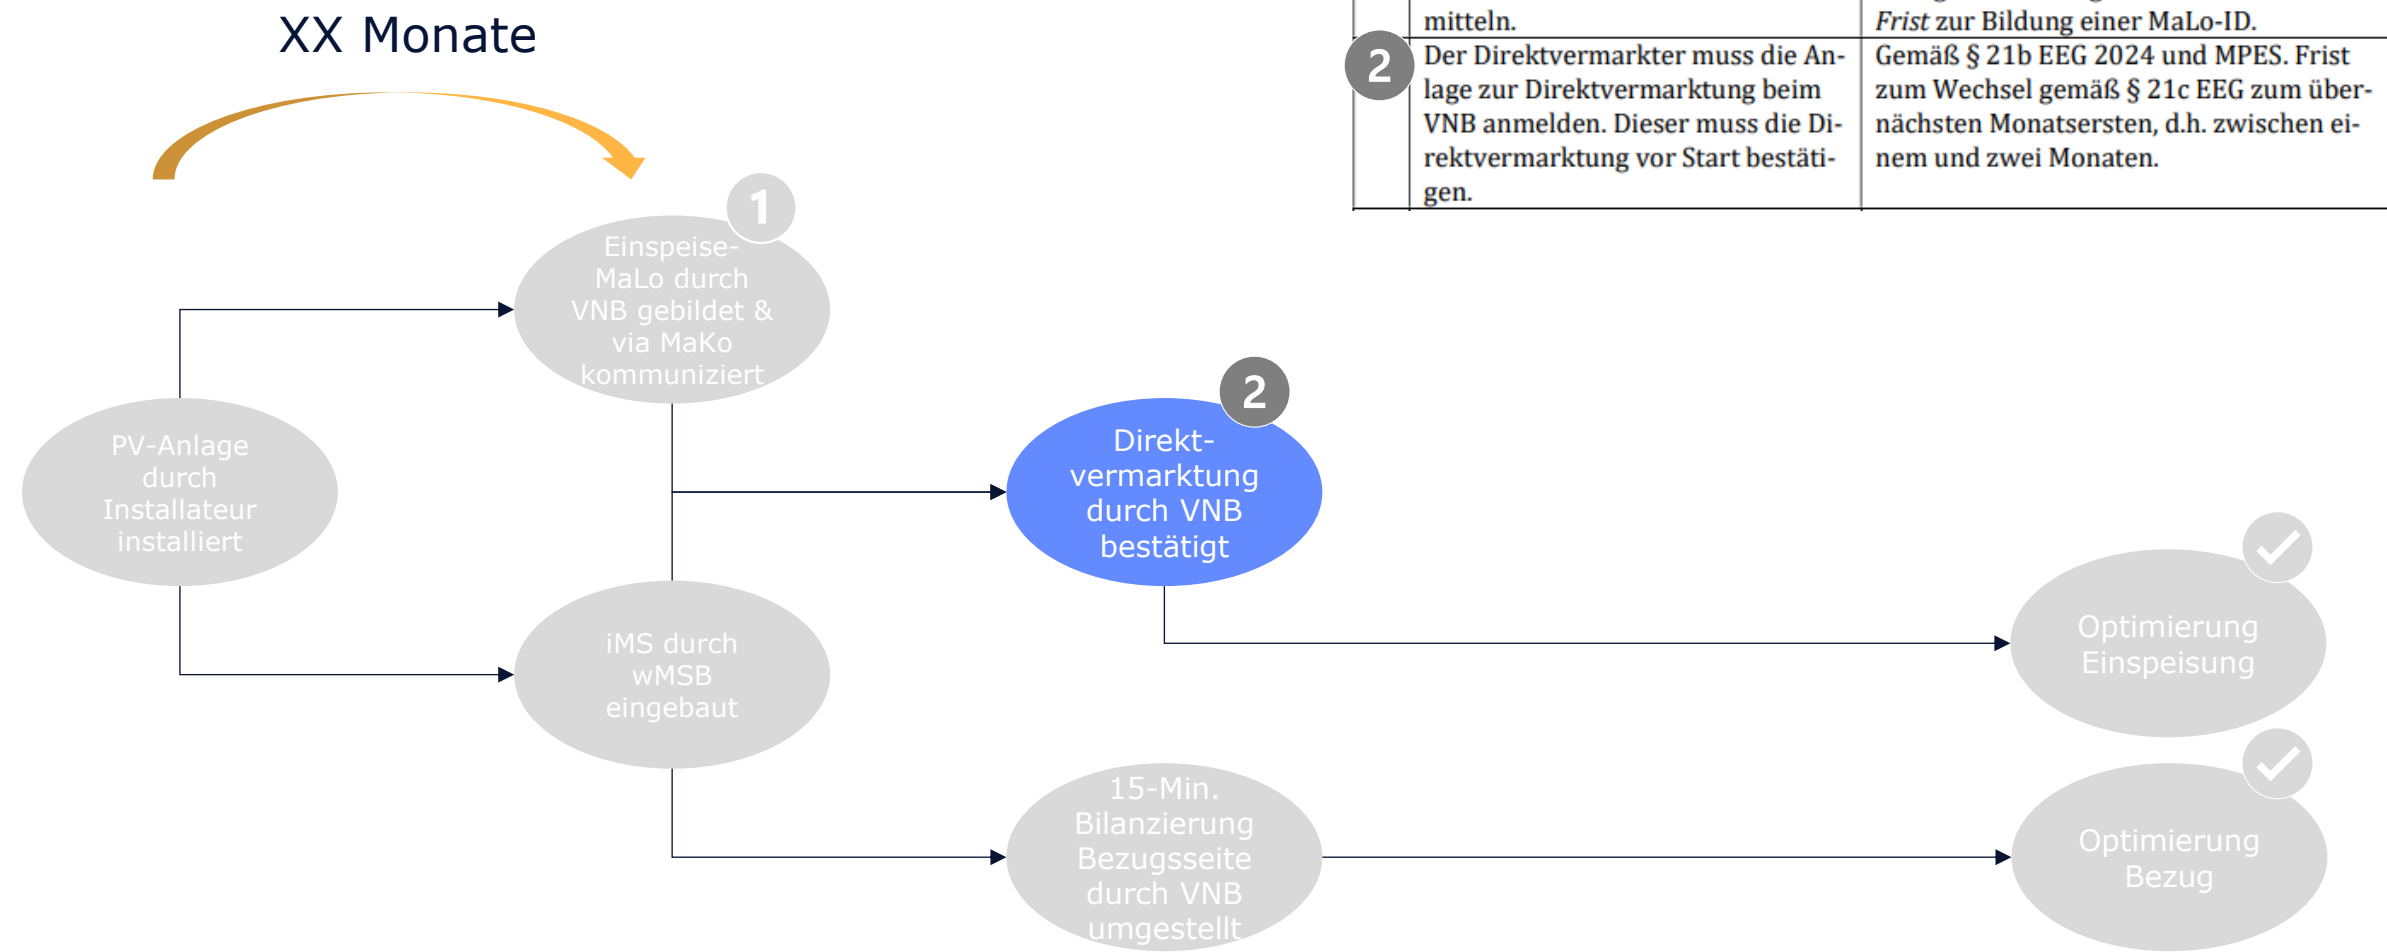 XX Monate
mitteln.
Frist zur Bildung einer MaLo-ID.
2
Der Direktvermarkter muss die An-
lage zur Direktvermarktung beim
VNB anmelden. Dieser muss die Di-
rektvermarktung vor Start bestäti-
gen.
Gemäß § 21b EEG 2024 und MPES. Frist
zum Wechsel gemäß § 21c EEG zum über-
nächsten Monatsersten, d.h. zwischen ei-
nem und zwei Monaten.
1
Einspeise-
MaLo durch
VNB gebildet &
via MaKo
kommuniziert
PV-Anlage
durch
Installateur
installiert
2
Direkt-
vermarktung
durch VNB
bestätigt
iMS durch
wMSB
eingebaut
Optimierung
Einspeisung
15-Min.
Bilanzierung
Bezugsseite
durch VNB
umgestellt
Optimierung
Bezug